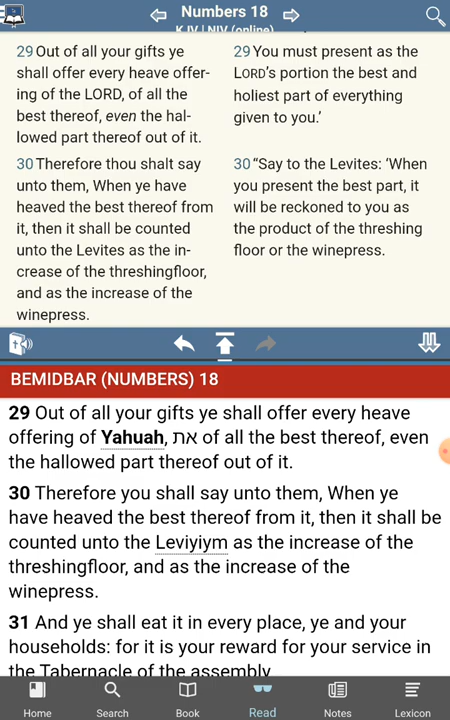 Numbers 18
KJV | NIV (online)
29 Out of all your gifts ye
shall offer every heave offer-
ing of the LORD, of all the
best thereof, even the hal-
lowed part thereof out of it.
30 Therefore thou shalt say
unto them, When ye have
heaved the best thereof from
it, then it shall be counted
unto the Levites as the in-
crease of the threshingfloor,
and as the increase of the
winepress.
29 You must present as the
LORD’s portion the best and
holiest part of everything
given to you.’
30 “Say to the Levites: ‘When
you present the best part, it
will be reckoned to you as
the product of the threshing
floor or the winepress.
BEMIDBAR (NUMBERS) 18
29 Out of all your gifts ye shall offer every heave
offering of Yahuah, את of all the best thereof, even
the hallowed part thereof out of it.
30 Therefore you shall say unto them, When ye
have heaved the best thereof from it, then it shall be
counted unto the Leviyiym as the increase of the
threshingfloor, and as the increase of the
winepress.
31 And ye shall eat it in every place, ye and your
households: for it is your reward for your service in
the Tabernacle of the assembly
Home Search Book Read Notes Lexicon